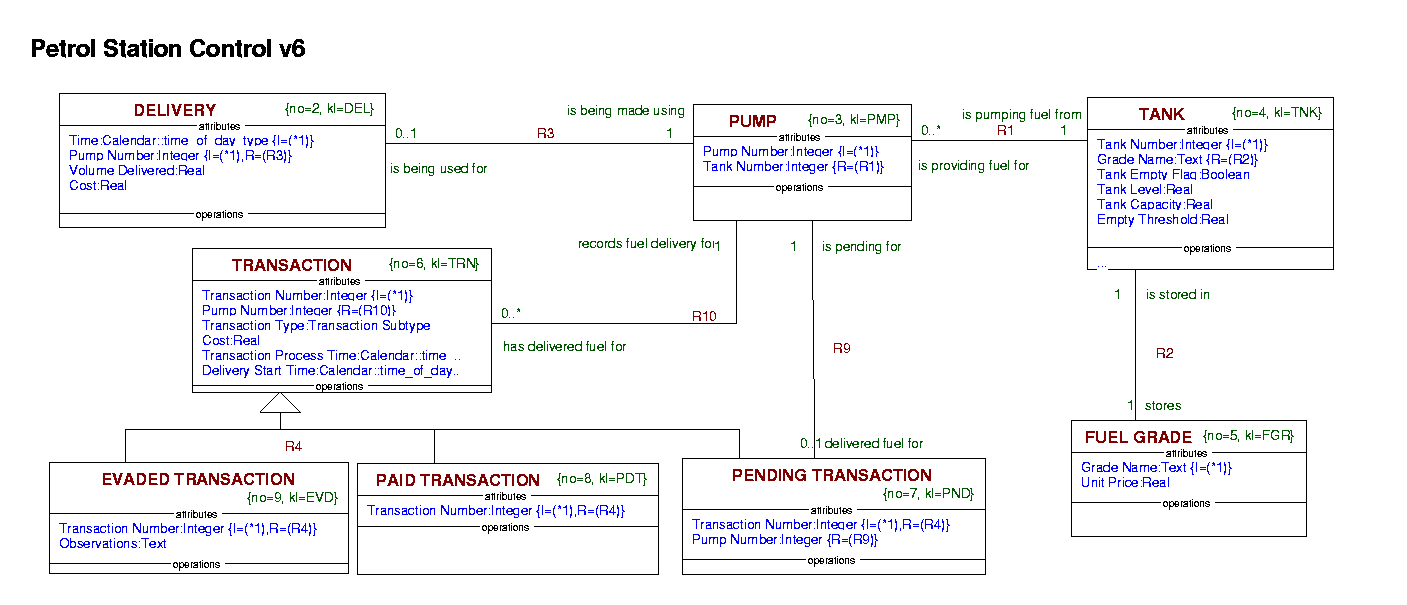 Petrol Station Control v6
DELIVERY {no=2, kl=DEL}
attributes
Time:Calendar::time_of_day_type {I=(*1)}
Pump Number:Integer {I=(*1),R=(R3)}
Volume Delivered:Real
Cost:Real
operations
is being made using
0..1 R3 1
is being used for
PUMP {no=3, kl=PMP}
attributes
Pump Number:Integer {I=(*1)}
Tank Number:Integer {R=(R1)}
operations
is pumping fuel from
0..* R1 1
is providing fuel for
TANK {no=4, kl=TNK}
attributes
Tank Number:Integer {I=(*1)}
Grade Name:Text {R=(R2)}
Tank Empty Flag:Boolean
Tank Level:Real
Tank Capacity:Real
Empty Threshold:Real
operations
...
records fuel delivery for 1
1 is pending for
TRANSACTION {no=6, kl=TRN}
attributes
Transaction Number:Integer {I=(*1)}
Pump Number:Integer {R=(R10)}
Transaction Type:Transaction Subtype
Cost:Real
Transaction Process Time:Calendar::time_..
Delivery Start Time:Calendar::time_of_day..
operations
0..* R10
has delivered fuel for
R9
1 is stored in
R2
1 stores
R4
0..1 delivered fuel for
EVADED TRANSACTION
{no=9, kl=EVD}
attributes
Transaction Number:Integer {I=(*1),R=(R4)}
Observations:Text
operations
PAID TRANSACTION {no=8, kl=PDT}
attributes
Transaction Number:Integer {I=(*1),R=(R4)}
operations
PENDING TRANSACTION
{no=7, kl=PND}
attributes
Transaction Number:Integer {I=(*1),R=(R4)}
Pump Number:Integer {R=(R9)}
operations
FUEL GRADE {no=5, kl=FGR}
attributes
Grade Name:Text {I=(*1)}
Unit Price:Real
operations